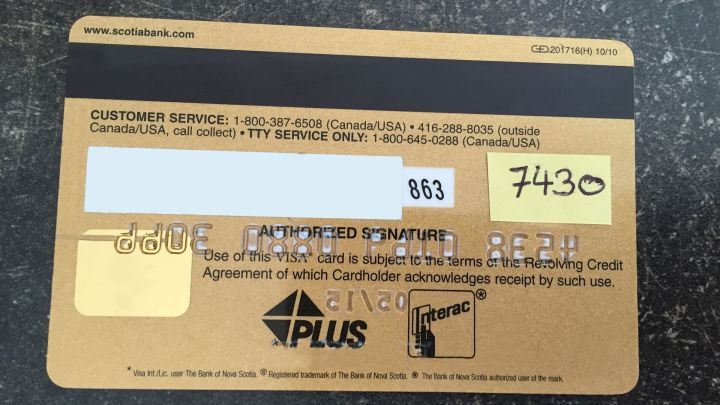 www.scotiabank.com
201716(H) 10/10
CUSTOMER SERVICE: 1-800-387-6508 (Canada/USA) • 416-288-8035 (outside
Canada/USA, call collect) • TTY SERVICE ONLY: 1-800-645-0288 (Canada/USA)
863
7430
AUTHORIZED SIGNATURE
Use of this VISA* card is subject to the terms of the Revolving Credit
Agreement of which Cardholder acknowledges receipt by such use.
PLUS
Interac*
* Visa Int./Lic. user The Bank of Nova Scotia. ® Registered trademark of The Bank of Nova Scotia. ® The Bank of Nova Scotia authorized user of the mark.